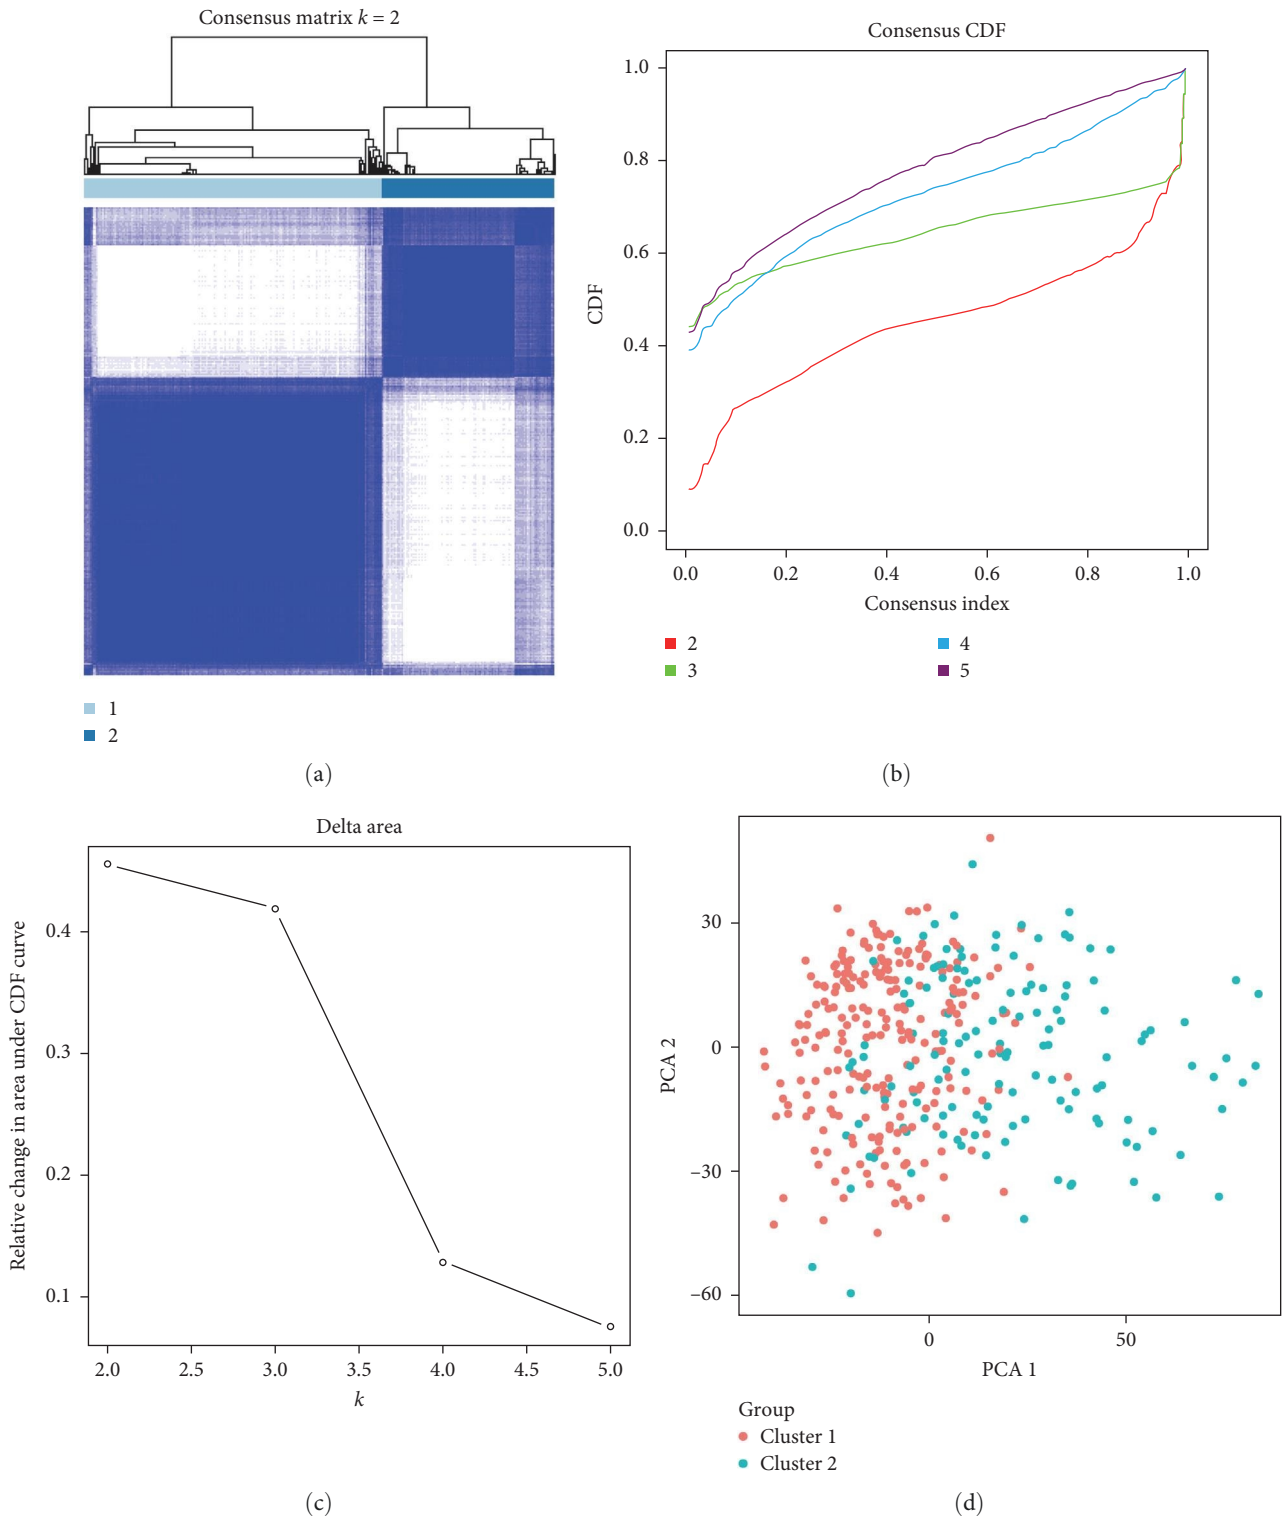 Consensus matrix k = 2
1
2
(a)
Consensus CDF
CDF
1.0
0.8
0.6
0.4
0.2
0.0
0.0 0.2 0.4 0.6 0.8 1.0
Consensus index
2 4
3 5
(b)
Delta area
Relative change in area under CDF curve
0.4
0.3
0.2
0.1
2.0 2.5 3.0 3.5 4.0 4.5 5.0
k
(c)
PCA 2
30
0
−30
−60
0 50
PCA 1
Group
Cluster 1
Cluster 2
(d)